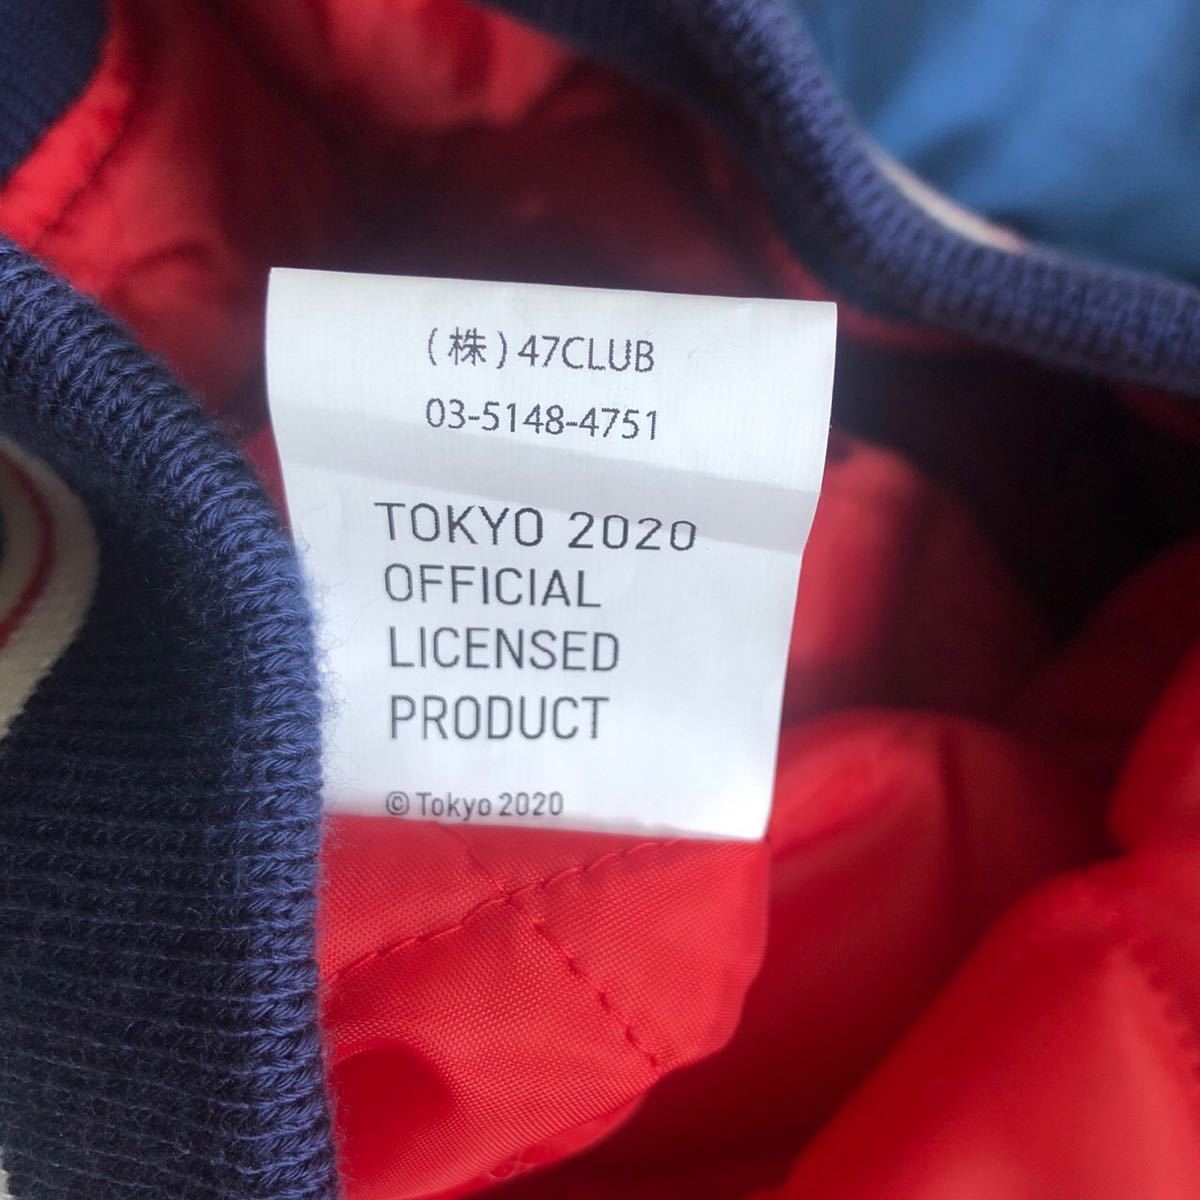 (株) 47CLUB
03-5148-4751
TOKYO 2020
OFFICIAL
LICENSED
PRODUCT
© Tokyo 2020